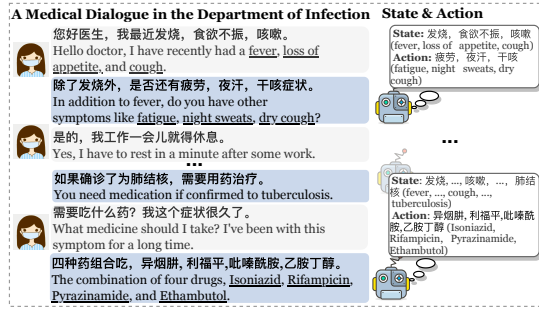 A Medical Dialogue in the Department of Infection
您好医生，我最近发烧，食欲不振，咳嗽。
Hello doctor, I have recently had a fever, loss of
appetite, and cough.
除了发烧外，是否还有疲劳，夜汗，干咳症状。
In addition to fever, do you have other
symptoms like fatigue, night sweats, dry cough?
是的，我工作一会儿就得休息。
Yes, I have to rest in a minute after some work.
...
如果确诊了为肺结核，需要用药治疗。
You need medication if confirmed to tuberculosis.
需要吃什么药？我这个症状很久了。
What medicine should I take? I've been with this
symptom for a long time.
四种药组合吃，异烟肼, 利福平,吡嗪酰胺,乙胺丁醇。
The combination of four drugs, Isoniazid, Rifampicin,
Pyrazinamide, and Ethambutol.
State & Action
State: 发烧，食欲不振，咳嗽
(fever, loss of appetite, cough)
Action: 疲劳，夜汗，干咳
(fatigue, night sweats, dry
cough)
...
State: 发烧, ..., 咳嗽, ..., 肺结
核 (fever, ..., cough, ...,
tuberculosis)
Action: 异烟肼, 利福平,吡嗪酰
胺,乙胺丁醇 (Isoniazid,
Rifampicin, Pyrazinamide,
Ethambutol)